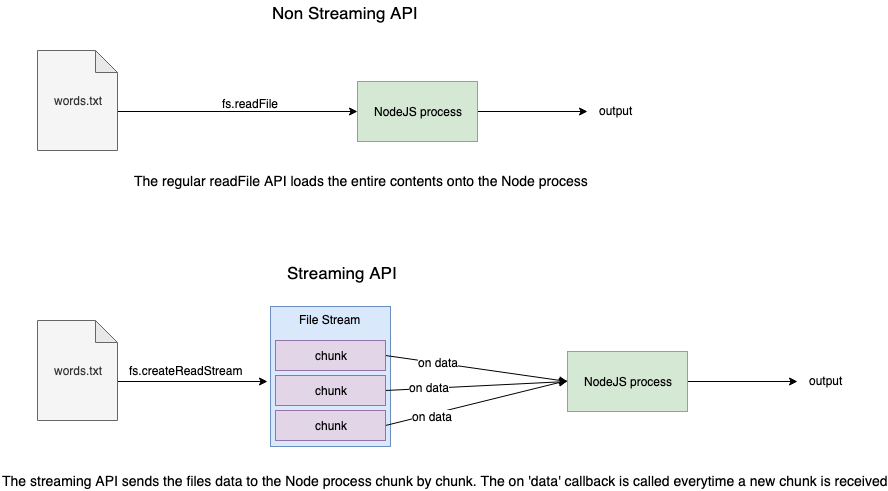 Non Streaming API
words.txt
fs.readFile
NodeJS process
output
The regular readFile API loads the entire contents onto the Node process
Streaming API
File Stream
words.txt
fs.createReadStream
chunk
on data
chunk
on data
chunk
on data
NodeJS process
output
The streaming API sends the files data to the Node process chunk by chunk. The on 'data' callback is called everytime a new chunk is received